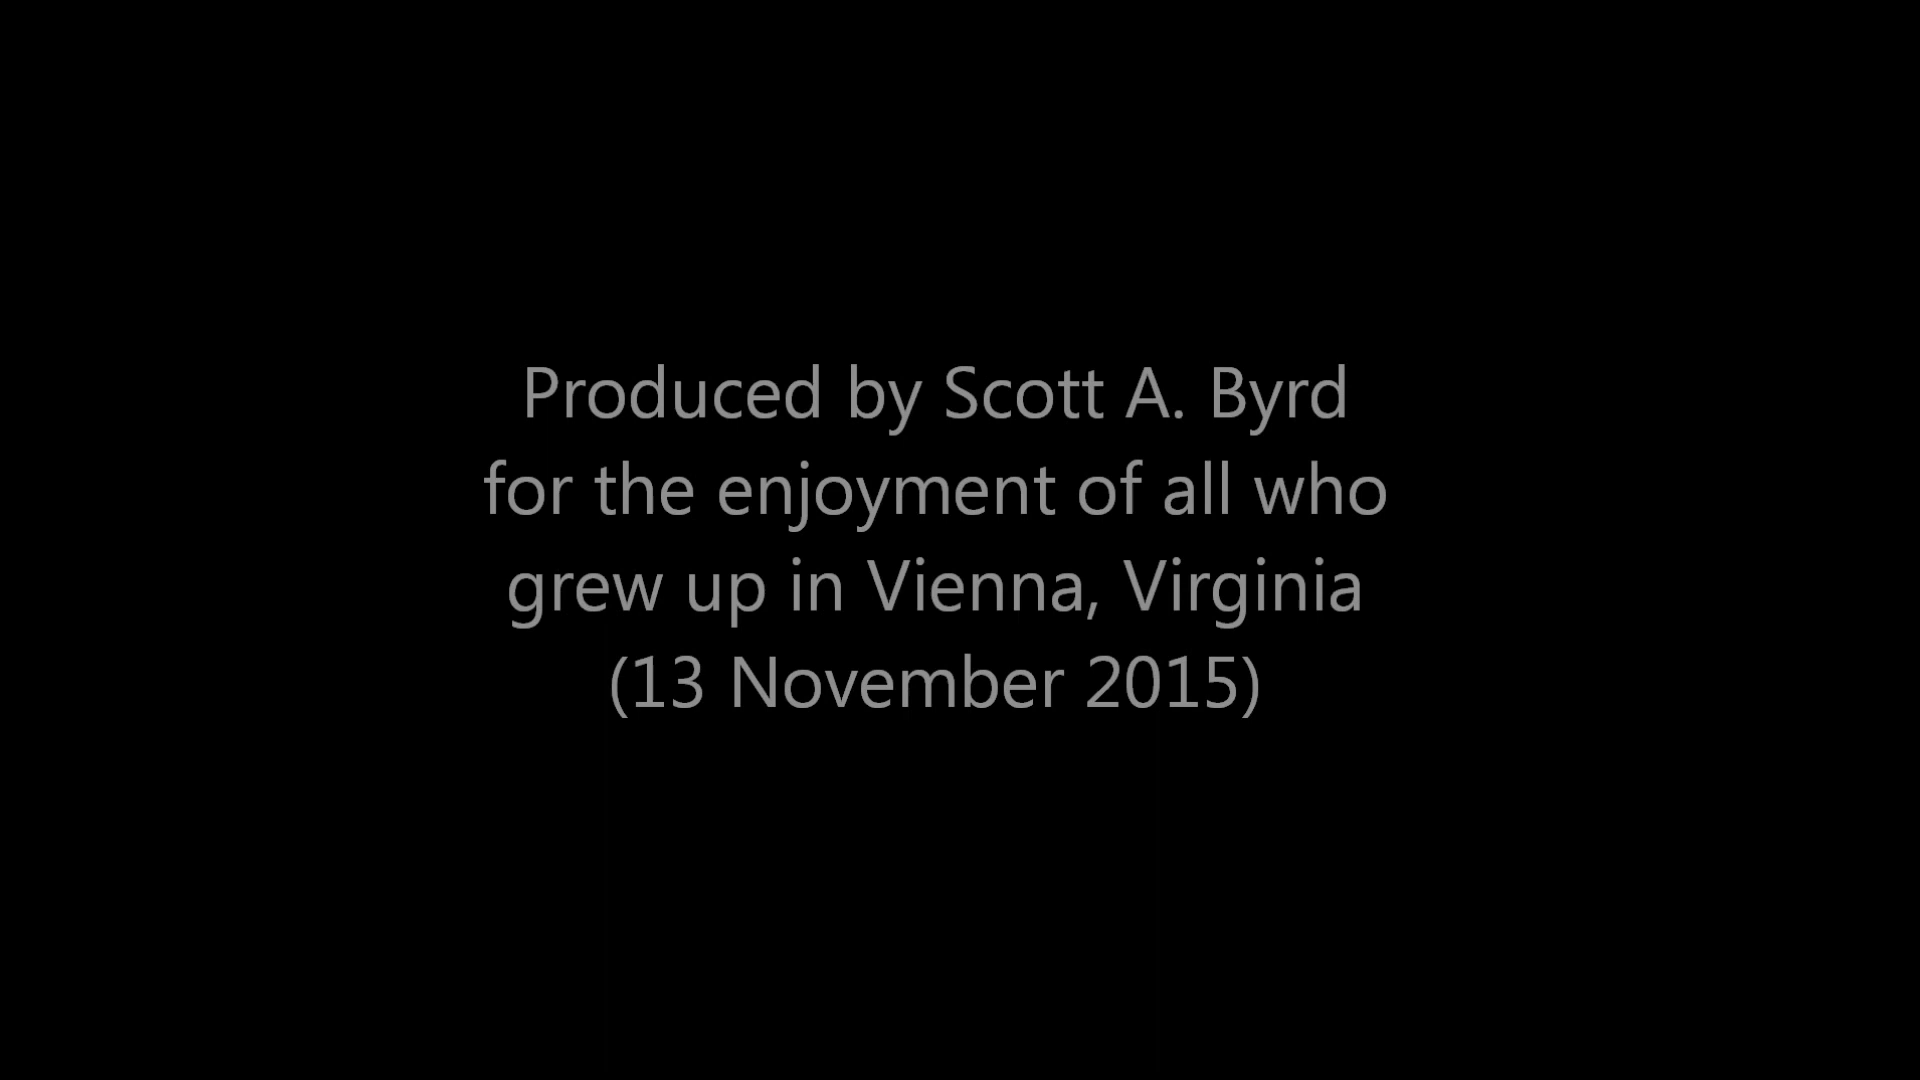 Produced by Scott A. Byrd
for the enjoyment of all who
grew up in Vienna, Virginia
(13 November 2015)